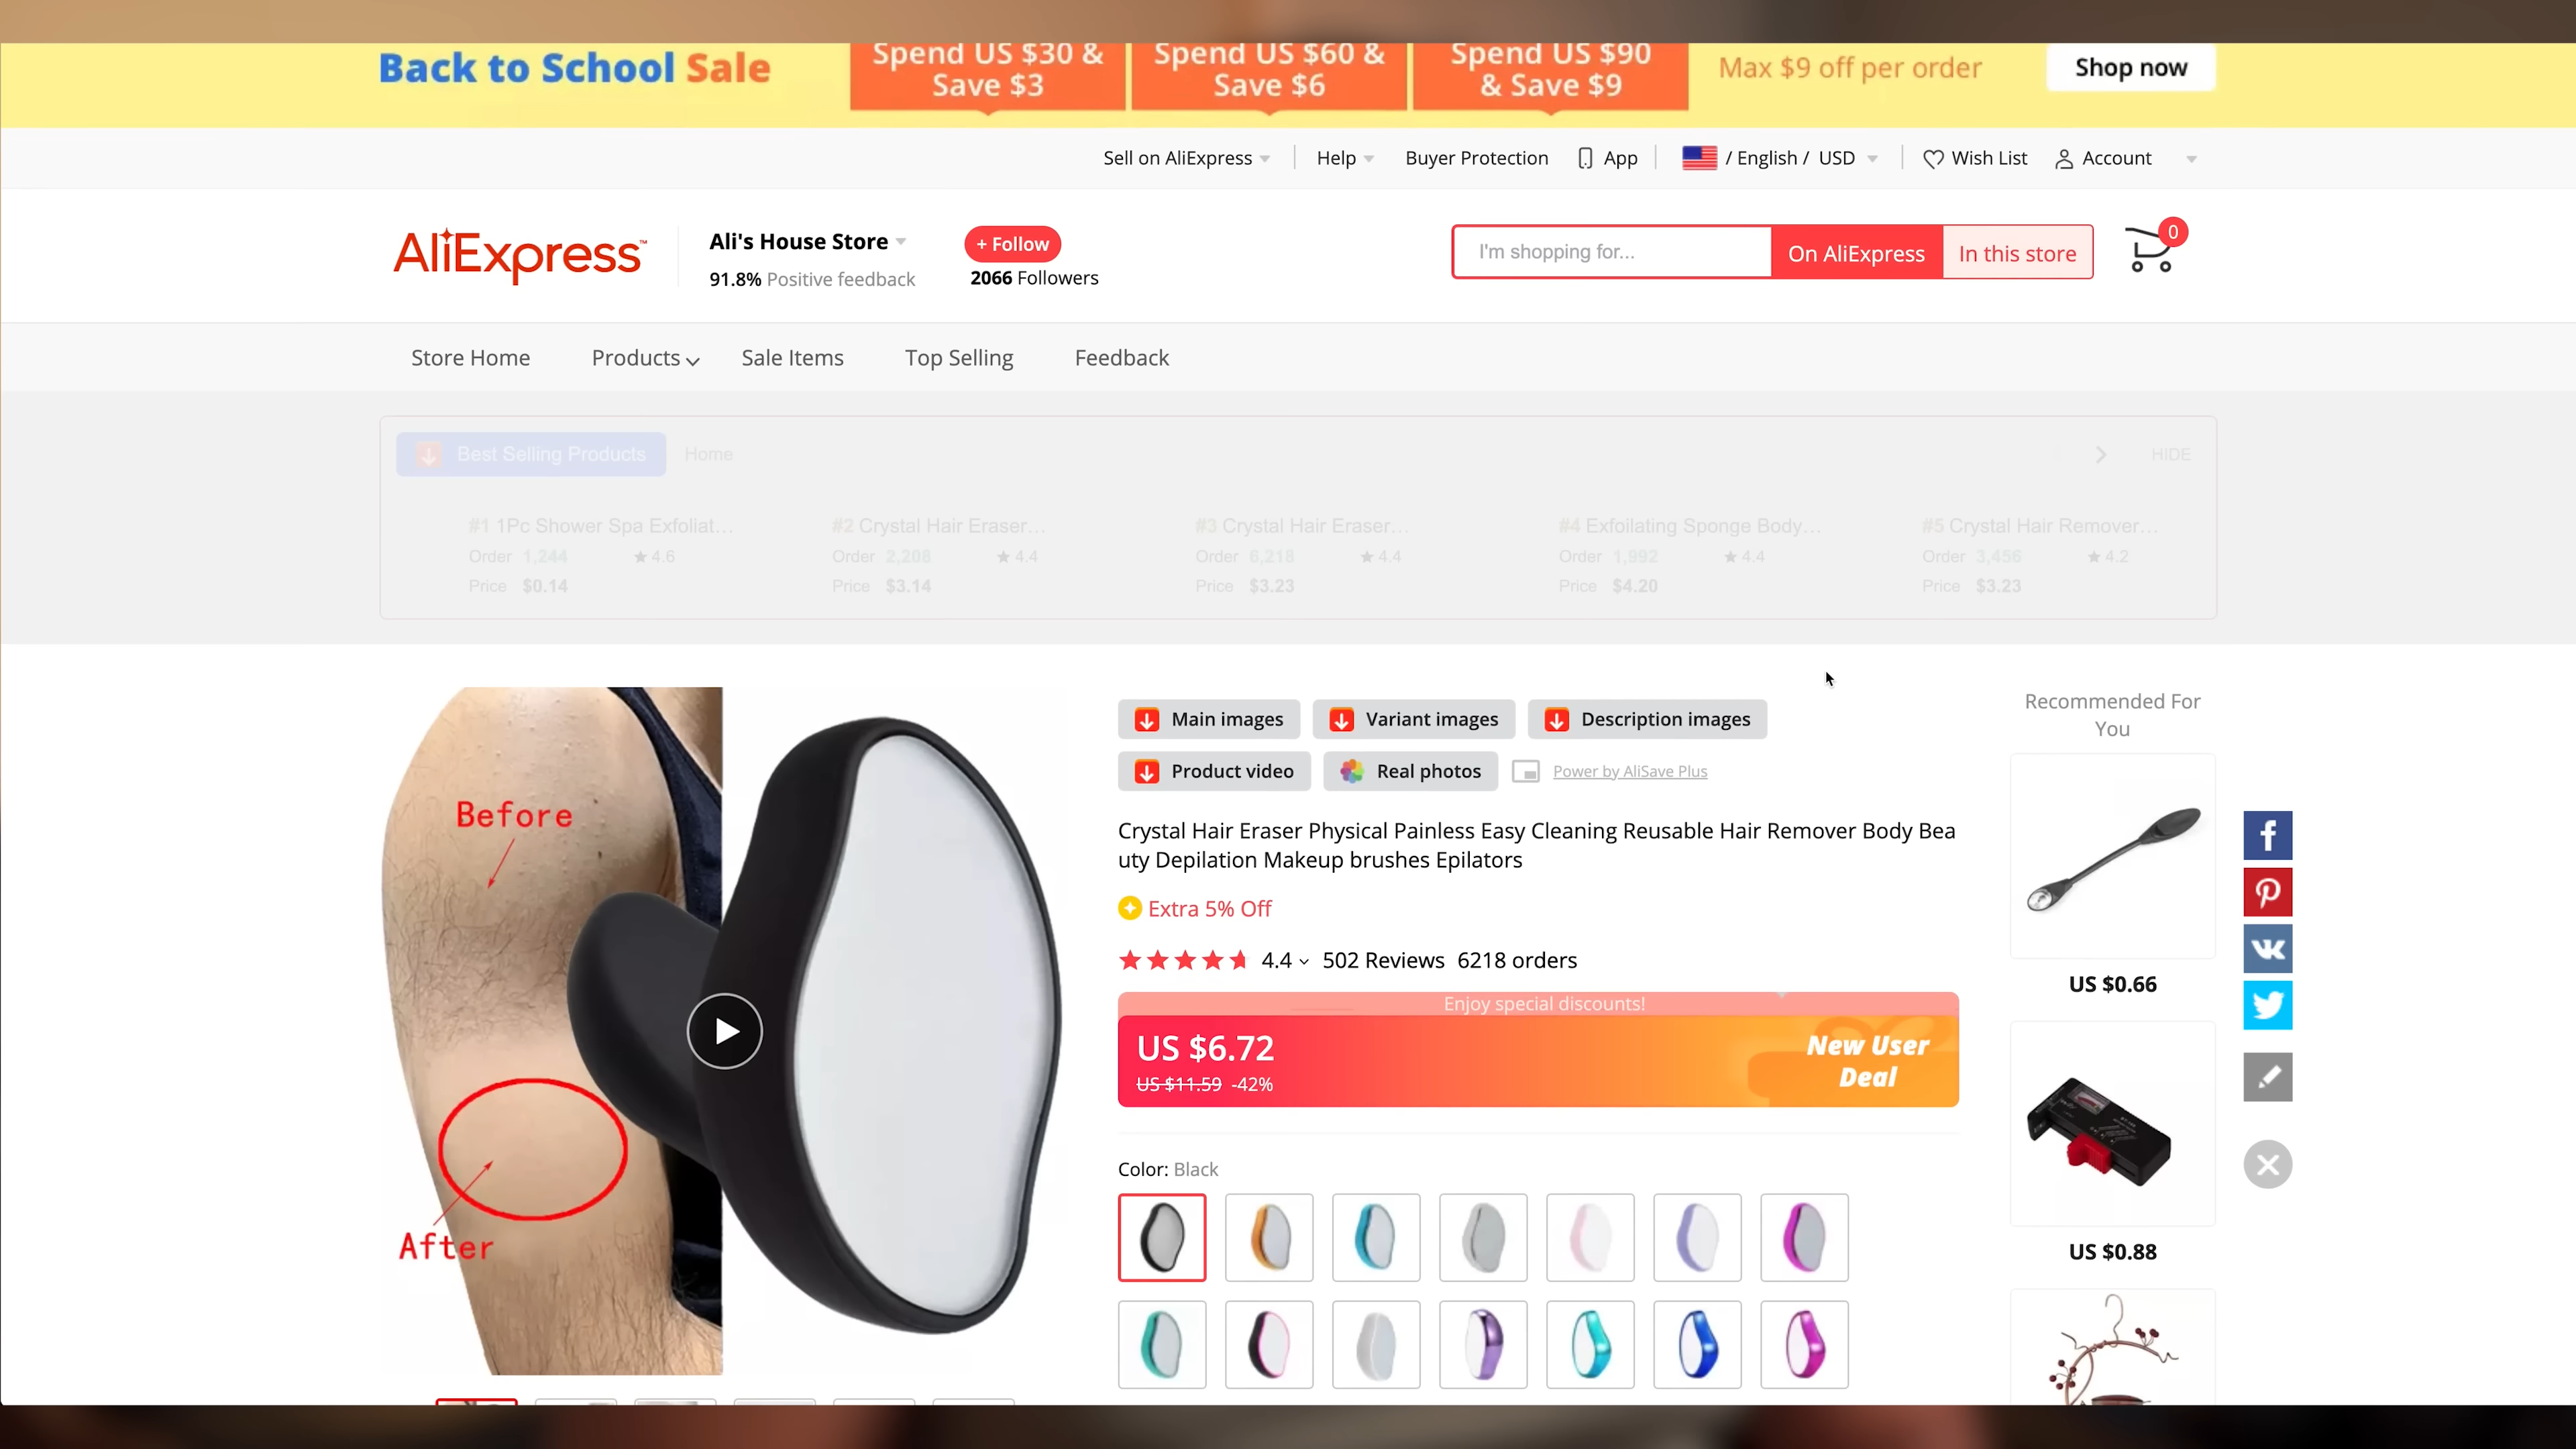 Back to School Sale
Spend US $30 &
Save $3
Spend US $60 &
Save $6
Spend US $90
& Save $9
Max $9 off per order
Shop now
Sell on AliExpress
Help
Buyer Protection
App
/ English / USD
Wish List
Account
AliExpress™
Ali's House Store
91.8% Positive feedback
+ Follow
2066 Followers
I'm shopping for...
On AliExpress
In this store
0
Store Home
Products
Sale Items
Top Selling
Feedback
Best Selling Products
Home
HIDE
#1 1Pc Shower Spa Exfoliat...
Order 1,244 ★ 4.6
Price $0.14
#2 Crystal Hair Eraser...
Order 2,208 ★ 4.4
Price $3.14
#3 Crystal Hair Eraser...
Order 6,218 ★ 4.4
Price $3.23
#4 Exfoilating Sponge Body...
Order 1,992 ★ 4.4
Price $4.20
#5 Crystal Hair Remover...
Order 3,456 ★ 4.2
Price $3.23
Before
After
Main images
Variant images
Description images
Product video
Real photos
Power by AliSave Plus
Crystal Hair Eraser Physical Painless Easy Cleaning Reusable Hair Remover Body Bea
uty Depilation Makeup brushes Epilators
Extra 5% Off
4.4 502 Reviews 6218 orders
Enjoy special discounts!
US $6.72
US $11.59 -42%
New User
Deal
Color: Black
Recommended For
You
US $0.66
US $0.88